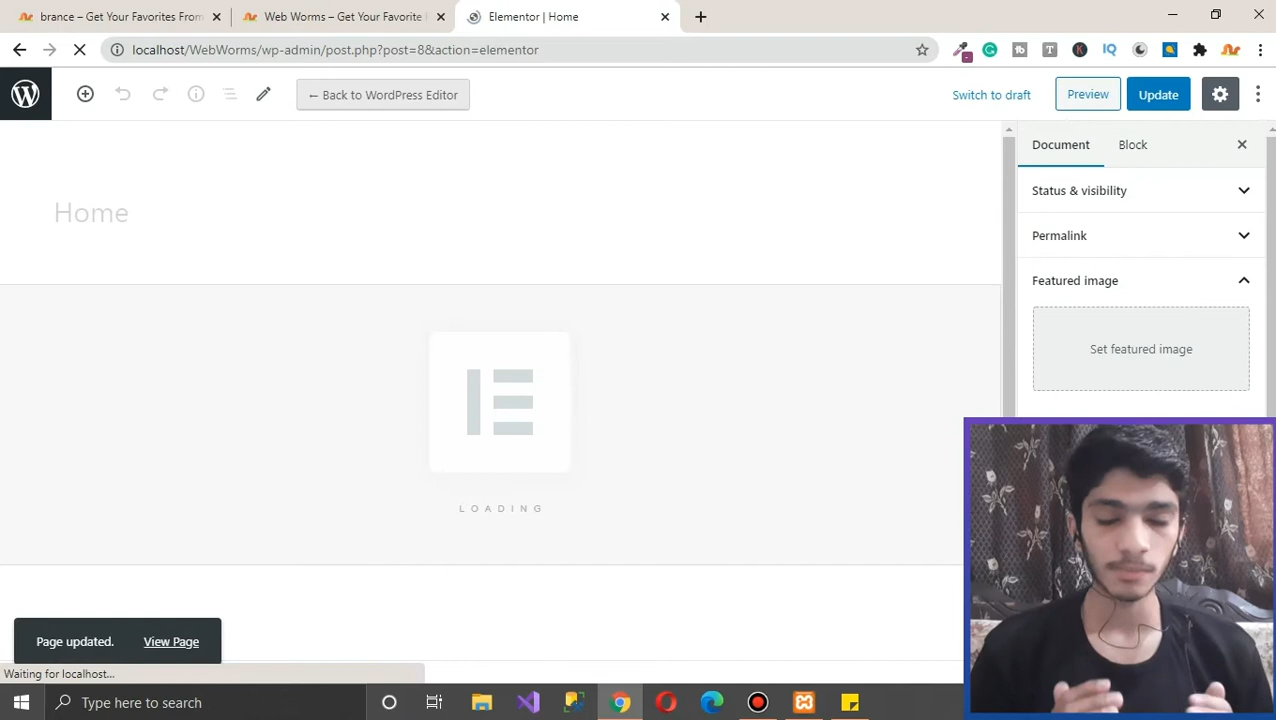 brance – Get Your Favorites From
Web Worms – Get Your Favorite
Elementor | Home
localhost/WebWorms/wp-admin/post.php?post=8&action=elementor
← Back to WordPress Editor
Switch to draft
Preview
Update
Document
Block
Status & visibility
Home
Permalink
Featured image
Set featured image
LOADING
Page updated.
View Page
Waiting for localhost...
Type here to search